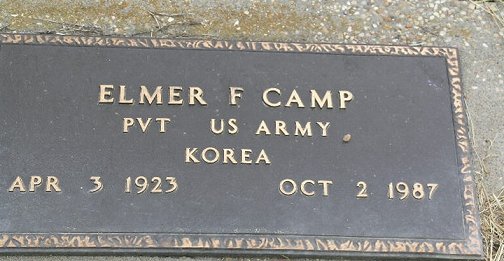 ELMER F CAMP
PVT US ARMY
KOREA
APR 3 1923 OCT 2 1987